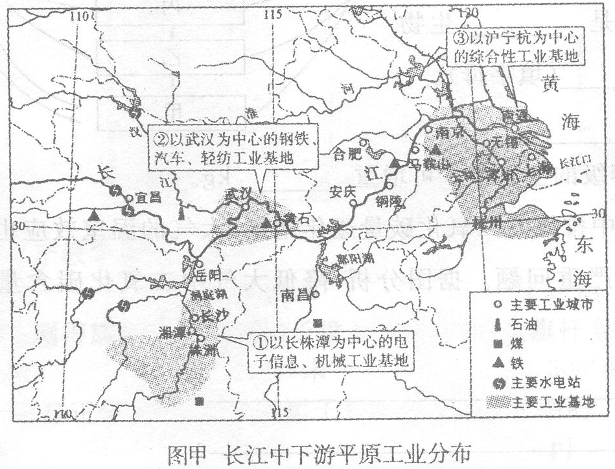 110
115
120
③以沪宁杭为中心
的综合性工业基地
黄
海
淮
河
汉
江
②以武汉为中心的钢铁、
汽车、轻纺工业基地
合肥
南京
南通
无锡
马鞍山
上海
长江口
长
宜昌
武汉
黄石
安庆
铜陵
江
杭州
30
30
东
海
岳阳
洞庭湖
长沙
湘潭
株洲
鄱阳湖
南昌
①以长株潭为中心的电
子信息、机械工业基地
主要工业城市
石油
煤
铁
主要水电站
主要工业基地
110
115
图甲 长江中下游平原工业分布